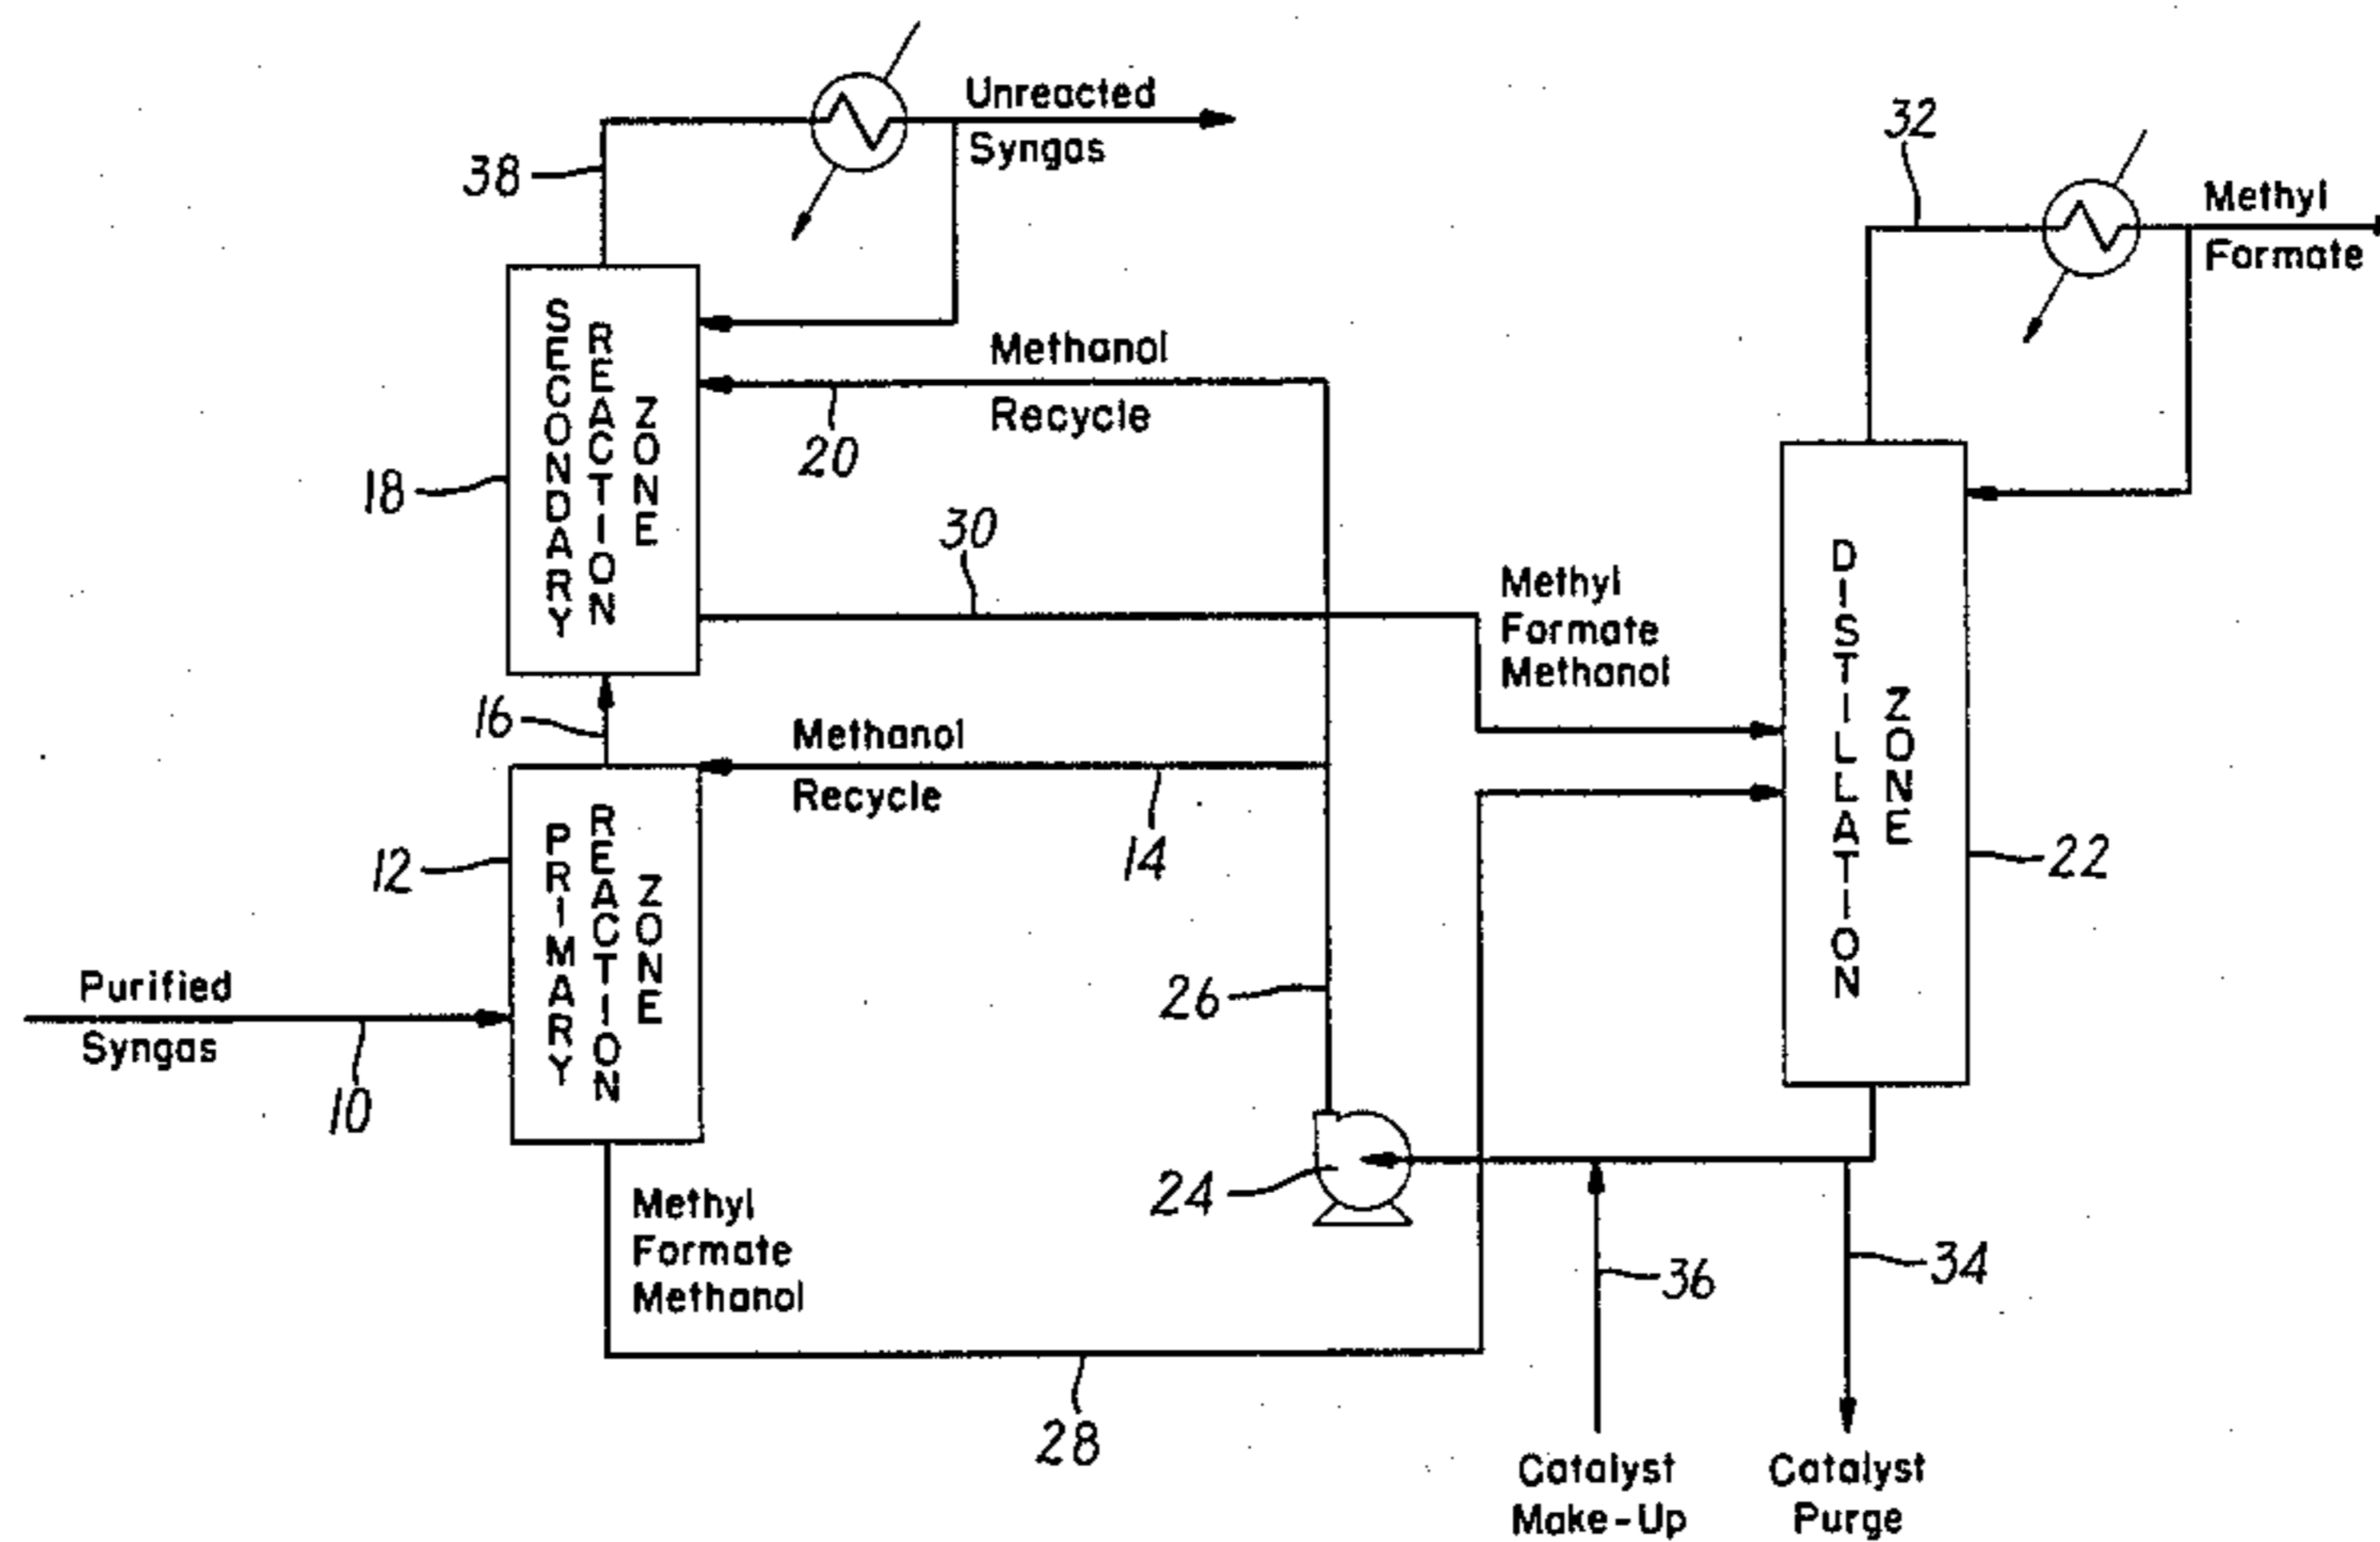 Unreacted
Syngas
38
32
Methyl
Formate
SECONDARY
REACTION
ZONE
Methanol
Recycle
20
18
30
Methyl
Formate
Methanol
DISTILLATION
ZONE
16
Methanol
Recycle
14
12
PRIMARY
REACTION
ZONE
22
Purified
Syngas
10
26
24
Methyl
Formate
Methanol
36
34
28
Catalyst
Make-Up
Catalyst
Purge